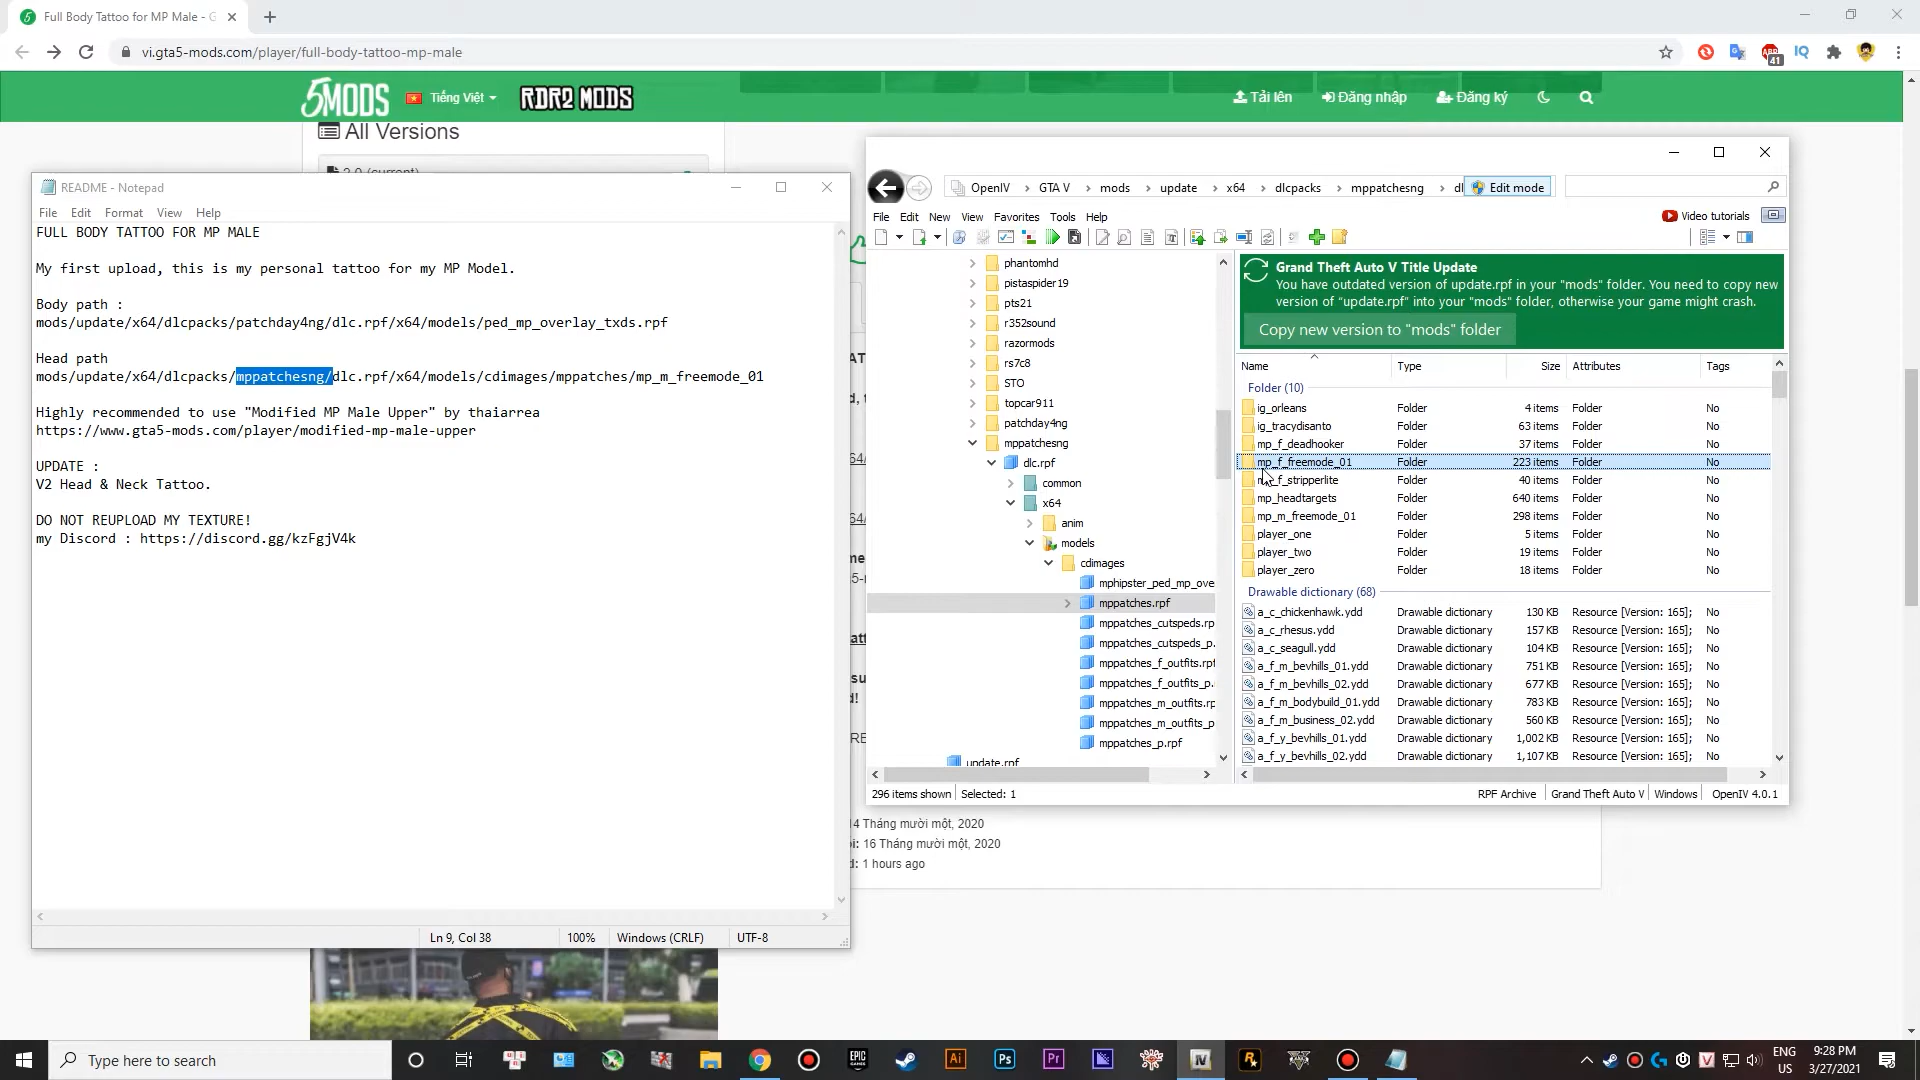 Full Body Tattoo for MP Male - G
vi.gta5-mods.com/player/full-body-tattoo-mp-male
41
5MODS
Tiếng Việt
RDR2 MODS
Tải lên
Đăng nhập
Đăng ký
All Versions
2.0 (current)
README - Notepad
File Edit Format View Help
FULL BODY TATTOO FOR MP MALE
My first upload, this is my personal tattoo for my MP Model.
Body path :
mods/update/x64/dlcpacks/patchday4ng/dlc.rpf/x64/models/ped_mp_overlay_txds.rpf
Head path
mods/update/x64/dlcpacks/mppatchesng/dlc.rpf/x64/models/cdimages/mppatches/mp_m_freemode_01
Highly recommended to use "Modified MP Male Upper" by thaiarrea
https://www.gta5-mods.com/player/modified-mp-male-upper
UPDATE :
V2 Head & Neck Tattoo.
DO NOT REUPLOAD MY TEXTURE!
my Discord : https://discord.gg/kzFgjV4k
Ln 9, Col 38
100%
Windows (CRLF)
UTF-8
OpenIV
GTA V
mods
update
x64
dlcpacks
mppatchesng
dl
Edit mode
File Edit New View Favorites Tools Help
Video tutorials
phantomhd
pistaspider19
pts21
r352sound
razormods
rs7c8
STO
topcar911
patchday4ng
mppatchesng
dlc.rpf
common
x64
anim
models
cdimages
mphipster_ped_mp_ove
mppatches.rpf
mppatches_cutspeds.rp
mppatches_cutspeds_p.
mppatches_f_outfits.rpf
mppatches_f_outfits_p.
mppatches_m_outfits.rp
mppatches_m_outfits_p
mppatches_p.rpf
update.rpf
Grand Theft Auto V Title Update
You have outdated version of update.rpf in your "mods" folder. You need to copy new
version of "update.rpf" into your "mods" folder, otherwise your game might crash.
Copy new version to "mods" folder
Name Type Size Attributes Tags
Folder (10)
ig_orleans Folder 4 items Folder No
ig_tracydisanto Folder 63 items Folder No
mp_f_deadhooker Folder 37 items Folder No
mp_f_freemode_01 Folder 223 items Folder No
mp_f_stripperlite Folder 40 items Folder No
mp_headtargets Folder 640 items Folder No
mp_m_freemode_01 Folder 298 items Folder No
player_one Folder 5 items Folder No
player_two Folder 19 items Folder No
player_zero Folder 18 items Folder No
Drawable dictionary (68)
a_c_chickenhawk.ydd Drawable dictionary 130 KB Resource [Version: 165]; No
a_c_rhesus.ydd Drawable dictionary 157 KB Resource [Version: 165]; No
a_c_seagull.ydd Drawable dictionary 104 KB Resource [Version: 165]; No
a_f_m_bevhills_01.ydd Drawable dictionary 751 KB Resource [Version: 165]; No
a_f_m_bevhills_02.ydd Drawable dictionary 677 KB Resource [Version: 165]; No
a_f_m_bodybuild_01.ydd Drawable dictionary 783 KB Resource [Version: 165]; No
a_f_m_business_02.ydd Drawable dictionary 560 KB Resource [Version: 165]; No
a_f_y_bevhills_01.ydd Drawable dictionary 1,002 KB Resource [Version: 165]; No
a_f_y_bevhills_02.ydd Drawable dictionary 1,107 KB Resource [Version: 165]; No
296 items shown
Selected: 1
RPF Archive
Grand Theft Auto V
Windows
OpenIV 4.0.1
14 Tháng mười một, 2020
16 Tháng mười một, 2020
1 hours ago
Type here to search
ENG
US
9:28 PM
3/27/2021